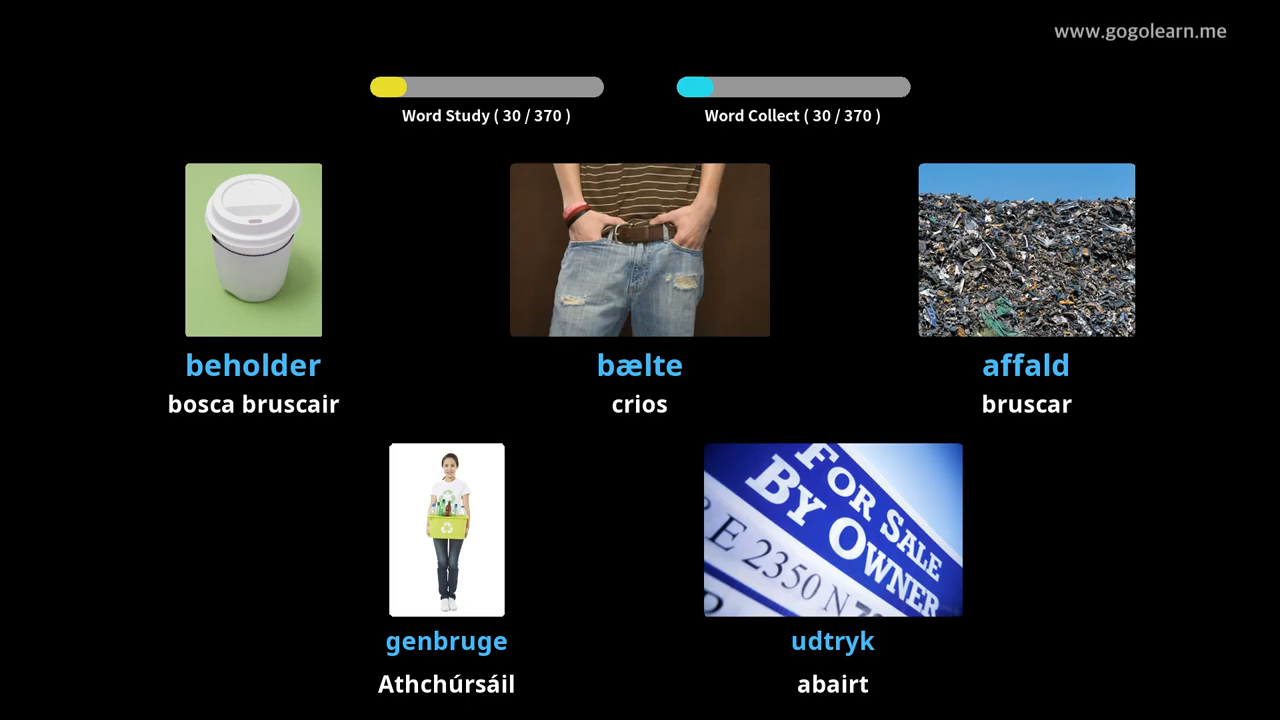 www.gogolearn.me
Word Study ( 30 / 370 )
Word Collect ( 30 / 370 )
beholder
bosca bruscair
bælte
crios
affald
bruscar
FOR SALE
BY OWNER
E 2350 N
genbruge
Athchúrsáil
udtryk
abairt